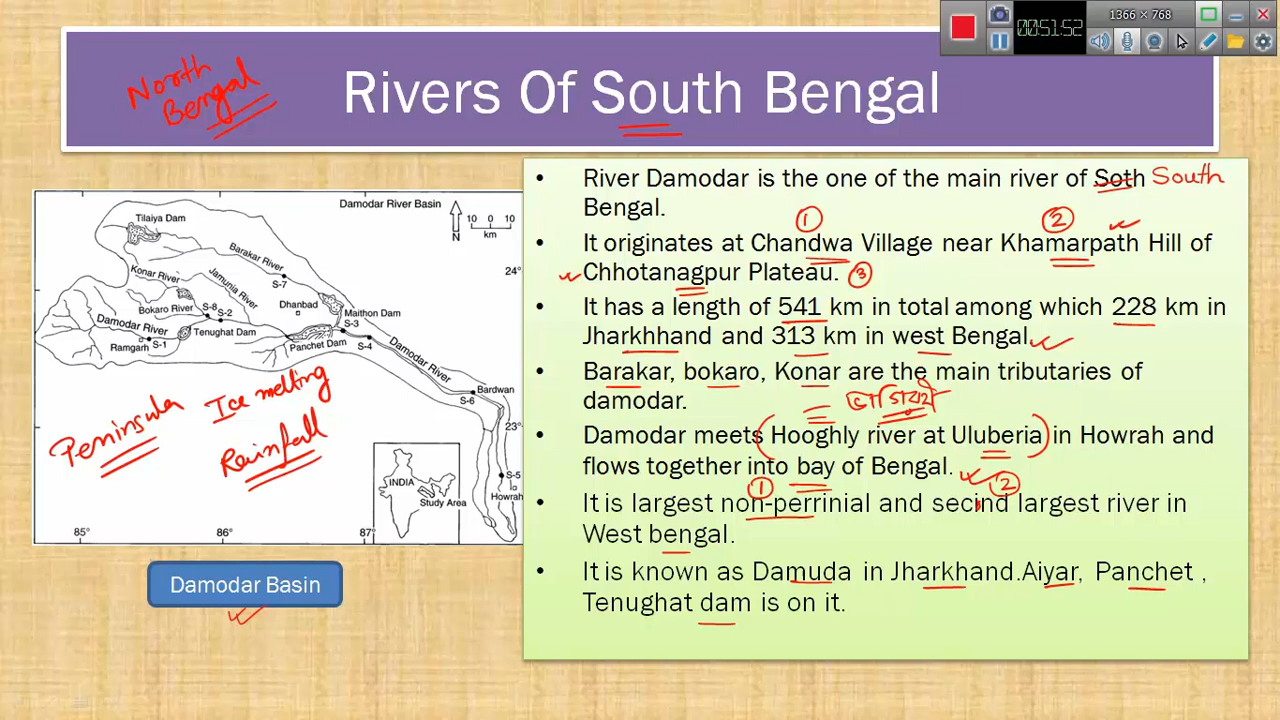 1366 × 768
00:51:52
North
Bengal
Rivers Of South Bengal
Damodar River Basin
10 0 10
km
N
Tilaiya Dam
Barakar River
24°
Konar River
Jamunia River
S-7
Bokaro River
S-8
S-2
Dhanbad
Maithon Dam
Damodar River
Tenughat Dam
S-3
Ramgarh
S-1
Panchet Dam
S-4
Damodar River
Bardwan
S-6
23°
S-5
Howrah
INDIA
Study Area
85°
86°
87°
Peninsula
Ice melting
Rainfall
Damodar Basin
• River Damodar is the one of the main river of Soth South
Bengal.
① ②
• It originates at Chandwa Village near Khamarpath Hill of
Chhotanagpur Plateau. ③
• It has a length of 541 km in total among which 228 km in
Jharkhhand and 313 km in west Bengal.
• Barakar, bokaro, Konar are the main tributaries of
damodar.
• Damodar meets Hooghly river at Uluberia in Howrah and
flows together into bay of Bengal.
① ②
• It is largest non-perrinial and secind largest river in
West bengal.
• It is known as Damuda in Jharkhand.Aiyar, Panchet ,
Tenughat dam is on it.